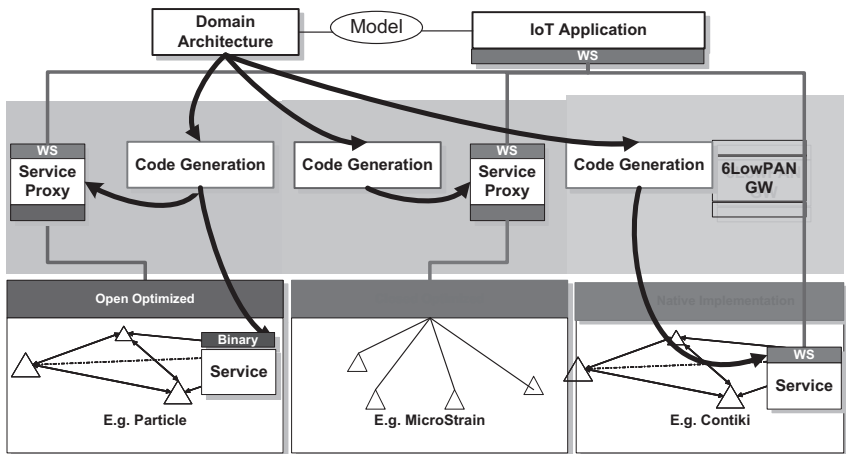 Domain
Architecture
Model
IoT Application
WS
WS
Service
Proxy
Code Generation
Code Generation
WS
Service
Proxy
Code Generation
6LowPAN
GW
Open Optimized
Native Implementation
Binary
Service
E.g. Particle
E.g. MicroStrain
WS
Service
E.g. Contiki